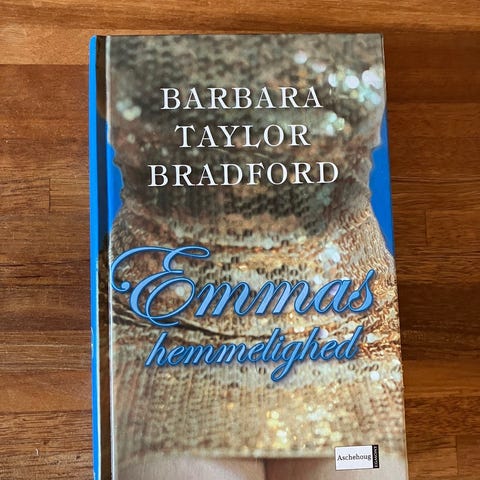 BARBARA
TAYLOR
BRADFORD
Emmas
hemmelighed
Aschehoug